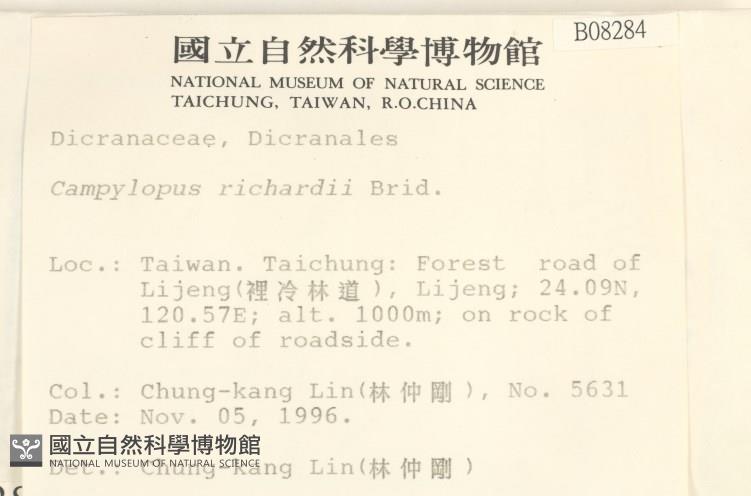 B08284
國立自然科學博物館
NATIONAL MUSEUM OF NATURAL SCIENCE
TAICHUNG, TAIWAN, R.O.CHINA
Dicranaceae, Dicranales
Campylopus richardii Brid.
Loc.: Taiwan. Taichung: Forest road of
Lijeng(裡冷林道), Lijeng; 24.09N,
120.57E; alt. 1000m; on rock of
cliff of roadside.
Col.: Chung-kang Lin(林仲剛), No. 5631
Date: Nov. 05, 1996.
國立自然科學博物館
NATIONAL MUSEUM OF NATURAL SCIENCE
Det.: Chung-kang Lin(林仲剛)